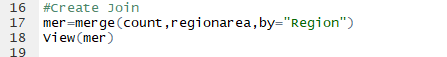 16 #Create Join
17 mer=merge(count,regionarea,by="Region")
18 View(mer)
19